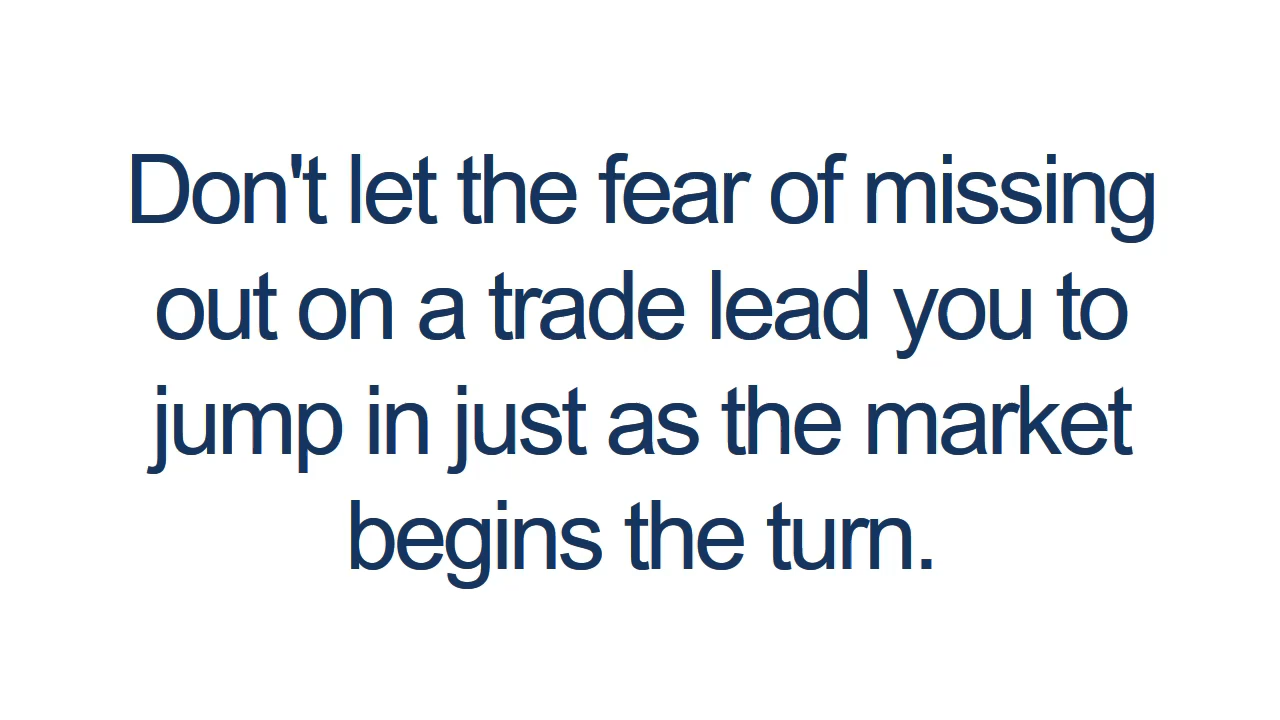 Don't let the fear of missing
out on a trade lead you to
jump in just as the market
begins the turn.